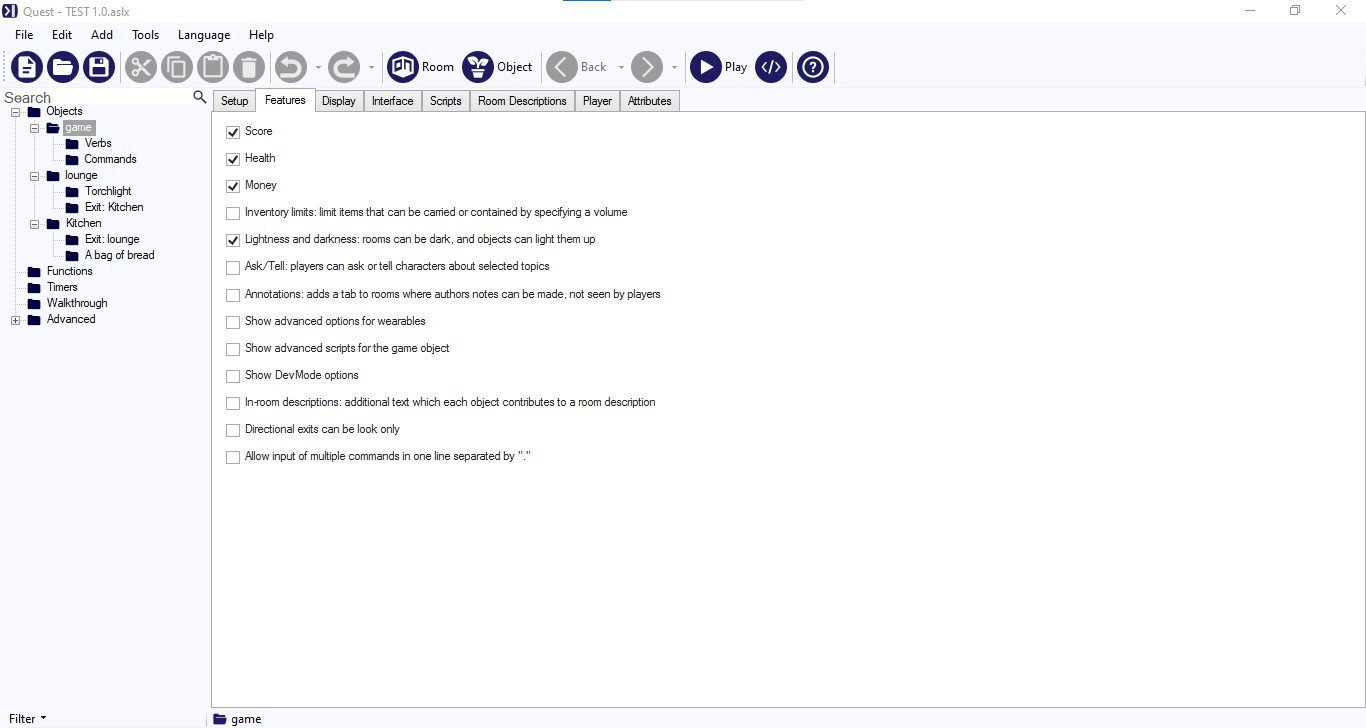 Quest - TEST 1.0.aslx
File Edit Add Tools Language Help
Room Object Back Play
Search
Setup Features Display Interface Scripts Room Descriptions Player Attributes
Objects
game
Verbs
Commands
lounge
Torchlight
Exit: Kitchen
Kitchen
Exit: lounge
A bag of bread
Functions
Timers
Walkthrough
Advanced
Score
Health
Money
Inventory limits: limit items that can be carried or contained by specifying a volume
Lightness and darkness: rooms can be dark, and objects can light them up
Ask/Tell: players can ask or tell characters about selected topics
Annotations: adds a tab to rooms where authors notes can be made, not seen by players
Show advanced options for wearables
Show advanced scripts for the game object
Show DevMode options
In-room descriptions: additional text which each object contributes to a room description
Directional exits can be look only
Allow input of multiple commands in one line separated by "."
Filter
game